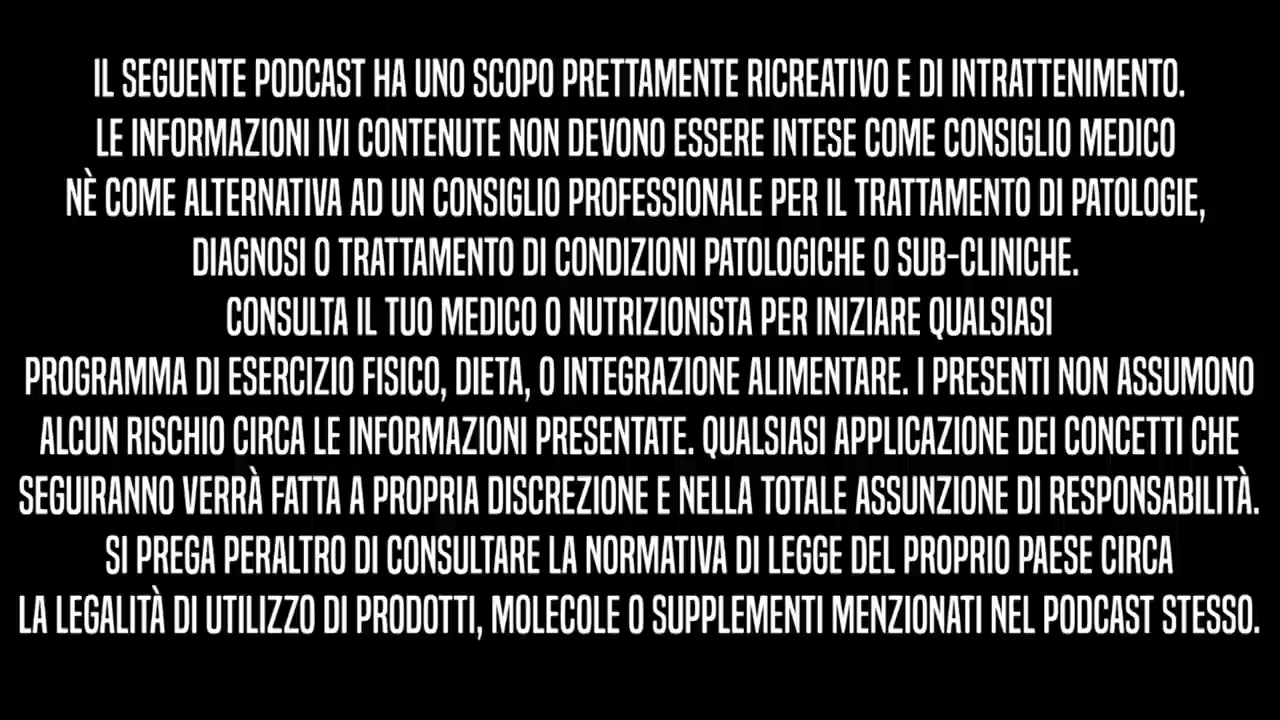 IL SEGUENTE PODCAST HA UNO SCOPO PRETTAMENTE RICREATIVO E DI INTRATTENIMENTO.
LE INFORMAZIONI IVI CONTENUTE NON DEVONO ESSERE INTESE COME CONSIGLIO MEDICO
NÈ COME ALTERNATIVA AD UN CONSIGLIO PROFESSIONALE PER IL TRATTAMENTO DI PATOLOGIE,
DIAGNOSI O TRATTAMENTO DI CONDIZIONI PATOLOGICHE O SUB-CLINICHE.
CONSULTA IL TUO MEDICO O NUTRIZIONISTA PER INIZIARE QUALSIASI
PROGRAMMA DI ESERCIZIO FISICO, DIETA, O INTEGRAZIONE ALIMENTARE. I PRESENTI NON ASSUMONO
ALCUN RISCHIO CIRCA LE INFORMAZIONI PRESENTATE. QUALSIASI APPLICAZIONE DEI CONCETTI CHE
SEGUIRANNO VERRÀ FATTA A PROPRIA DISCREZIONE E NELLA TOTALE ASSUNZIONE DI RESPONSABILITÀ.
SI PREGA PERALTRO DI CONSULTARE LA NORMATIVA DI LEGGE DEL PROPRIO PAESE CIRCA
LA LEGALITÀ DI UTILIZZO DI PRODOTTI, MOLECOLE O SUPPLEMENTI MENZIONATI NEL PODCAST STESSO.